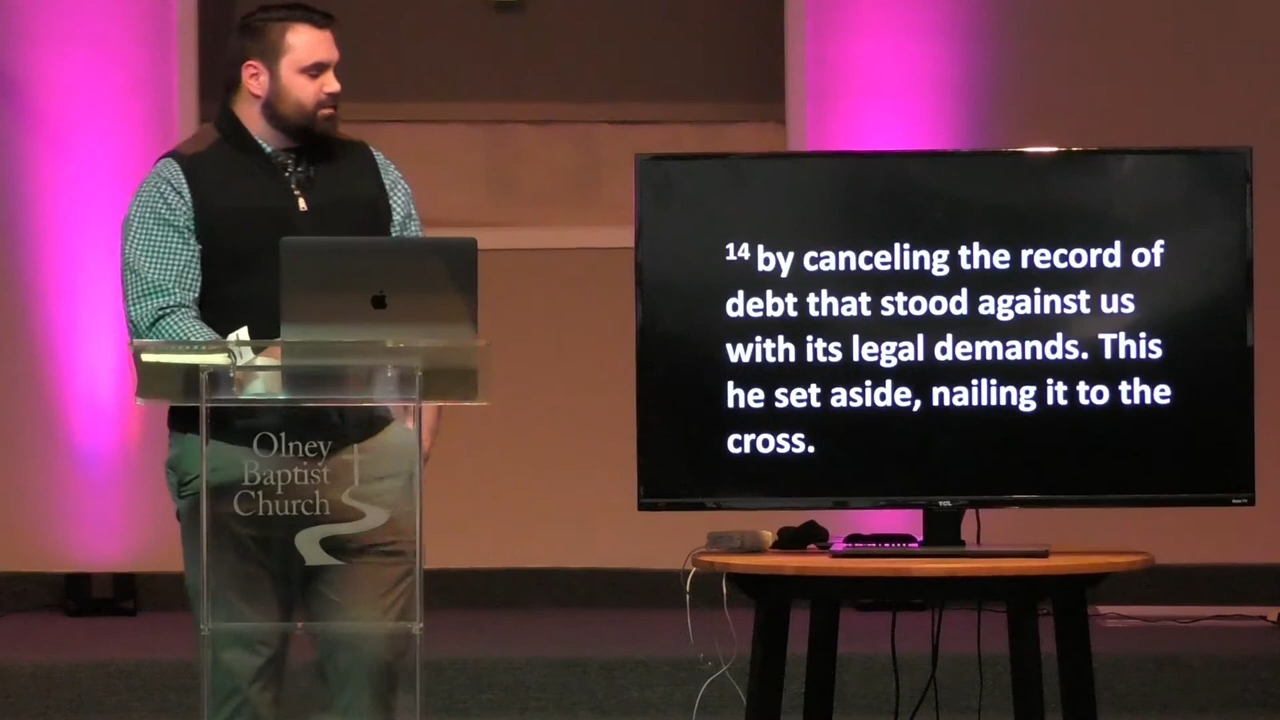 14 by canceling the record of
debt that stood against us
with its legal demands. This
he set aside, nailing it to the
cross.
Olney
Baptist
Church
TCL